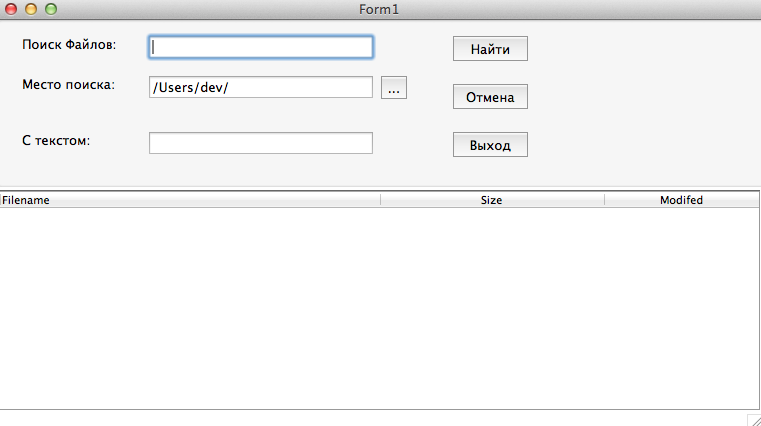 Form1
Поиск Файлов:
Найти
Место поиска:
/Users/dev/
...
Отмена
С текстом:
Выход
Filename Size Modifed